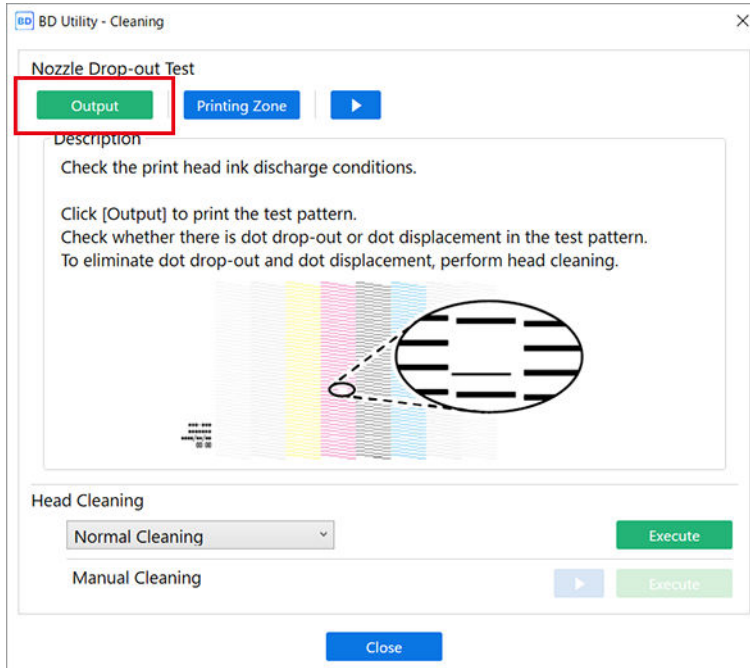 BD BD Utility - Cleaning
Nozzle Drop-out Test
Output
Printing Zone
Description
Check the print head ink discharge conditions.
Click [Output] to print the test pattern.
Check whether there is dot drop-out or dot displacement in the test pattern.
To eliminate dot drop-out and dot displacement, perform head cleaning.
Head Cleaning
Normal Cleaning
Execute
Manual Cleaning
Execute
Close